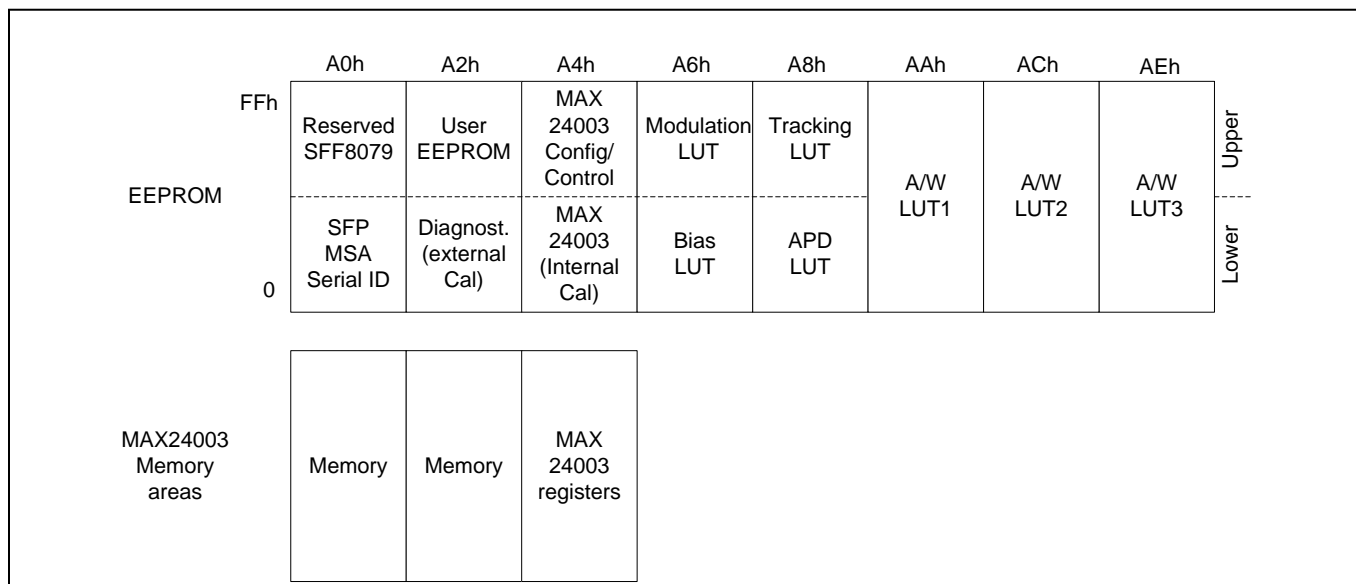 A0h A2h A4h A6h A8h AAh ACh AEh
FFh
EEPROM
0
Reserved
SFF8079
User
EEPROM
MAX
24003
Config/
Control
Modulation
LUT
Tracking
LUT
SFP
MSA
Serial ID
Diagnost.
(external
Cal)
MAX
24003
(Internal
Cal)
Bias
LUT
APD
LUT
A/W
LUT1
A/W
LUT2
A/W
LUT3
Upper
Lower
MAX24003
Memory
areas
Memory
Memory
MAX
24003
registers